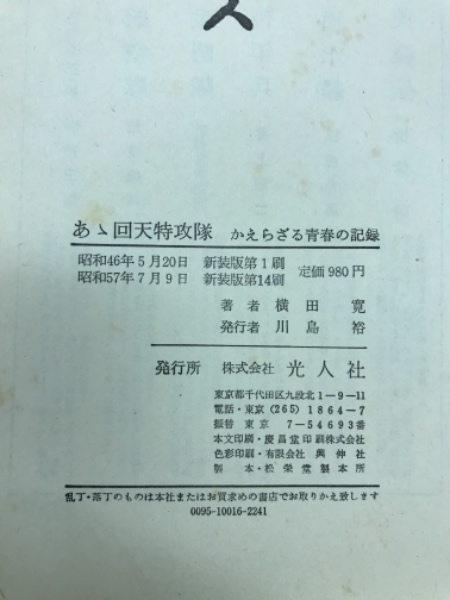 あゝ回天特攻隊 かえらざる青春の記録
昭和46年5月20日 新装版第1刷
昭和57年7月9日 新装版第14刷
定価980円
著者 横田 寛
発行者 川島 裕
発行所 株式会社 光人社
東京都千代田区九段北1-9-11
電話・東京(265)1864-7
振替 東京 7-54693番
本文印刷・慶昌堂印刷株式会社
色彩印刷・有限会社 興伸社
製本・松栄堂製本所
乱丁・落丁のものは本社またはお買求めの書店でお取りかえ致します
0095-10016-2241